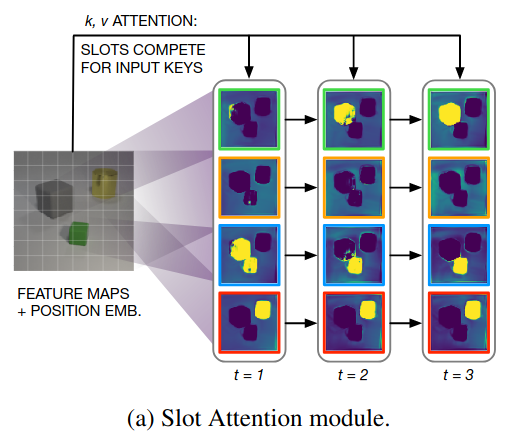 k, v ATTENTION:
SLOTS COMPETE
FOR INPUT KEYS
FEATURE MAPS
+ POSITION EMB.
t = 1
t = 2
t = 3
(a) Slot Attention module.